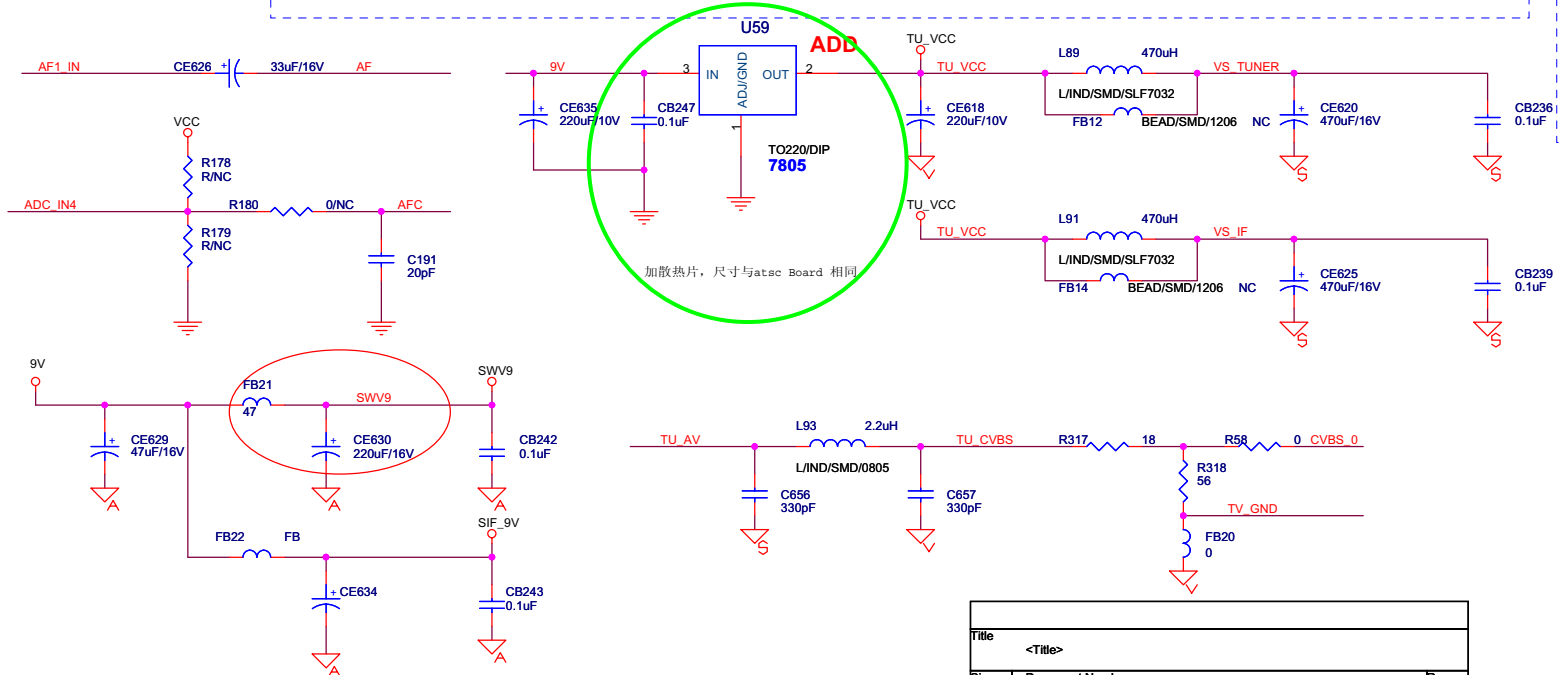 U59
ADD
TU_VCC
AF1_IN
CE626
+
33uF/16V
AF
9V
3
IN
ADJ/GND
OUT
2
1
TU_VCC
L89
470uH
VS_TUNER
L/IND/SMD/SLF7032
FB12
BEAD/SMD/1206
NC
+
CE635
220uF/10V
CB247
0.1uF
+
CE618
220uF/10V
+
CE620
470uF/16V
CB236
0.1uF
TO220/DIP
7805
V
S
S
VCC
R178
R/NC
ADC_IN4
R180
0/NC
AFC
R179
R/NC
C191
20pF
加散热片，尺寸与atsc Board 相同
TU_VCC
TU_VCC
L91
470uH
VS_IF
L/IND/SMD/SLF7032
FB14
BEAD/SMD/1206
NC
+
CE625
470uF/16V
CB239
0.1uF
S
S
9V
FB21
47
SWV9
SWV9
+
CE629
47uF/16V
+
CE630
220uF/16V
CB242
0.1uF
A
A
A
FB22
FB
SIF_9V
+
CE634
CB243
0.1uF
A
A
TU_AV
L93
2.2uH
TU_CVBS
R317
18
R58
0
CVBS_0
L/IND/SMD/0805
C656
330pF
C657
330pF
R318
56
TV_GND
FB20
0
S
V
V
Title
<Title>